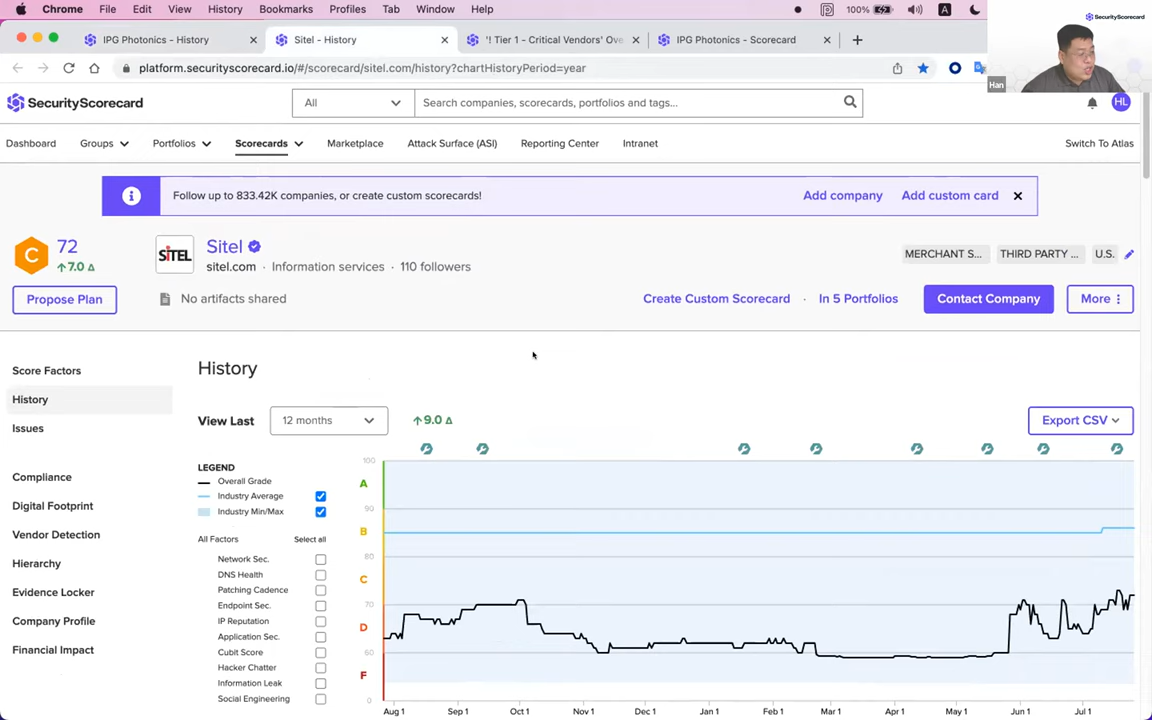 Chrome File Edit View History Bookmarks Profiles Tab Window Help 100% A
SecurityScorecard
IPG Photonics - History
Sitel - History
'! Tier 1 - Critical Vendors' Ove
IPG Photonics - Scorecard
platform.securityscorecard.io/#/scorecard/sitel.com/history?chartHistoryPeriod=year
Han
SecurityScorecard
All
Search companies, scorecards, portfolios and tags...
HL
Dashboard Groups Portfolios Scorecards Marketplace Attack Surface (ASI) Reporting Center Intranet Switch To Atlas
Follow up to 833.42K companies, or create custom scorecards! Add company Add custom card
C 72
7.0 Δ
SITEL
Sitel
sitel.com · Information services · 110 followers
MERCHANT S... THIRD PARTY ... U.S.
Propose Plan
No artifacts shared
Create Custom Scorecard · In 5 Portfolios
Contact Company
More
Score Factors
History
Issues
Compliance
Digital Footprint
Vendor Detection
Hierarchy
Evidence Locker
Company Profile
Financial Impact
History
View Last 12 months 9.0 Δ Export CSV
LEGEND
Overall Grade
Industry Average
Industry Min/Max
All Factors Select all
Network Sec.
DNS Health
Patching Cadence
Endpoint Sec.
IP Reputation
Application Sec.
Cubit Score
Hacker Chatter
Information Leak
Social Engineering
100
A
90
B
80
C
70
D
60
F
0
Aug 1 Sep 1 Oct 1 Nov 1 Dec 1 Jan 1 Feb 1 Mar 1 Apr 1 May 1 Jun 1 Jul 1